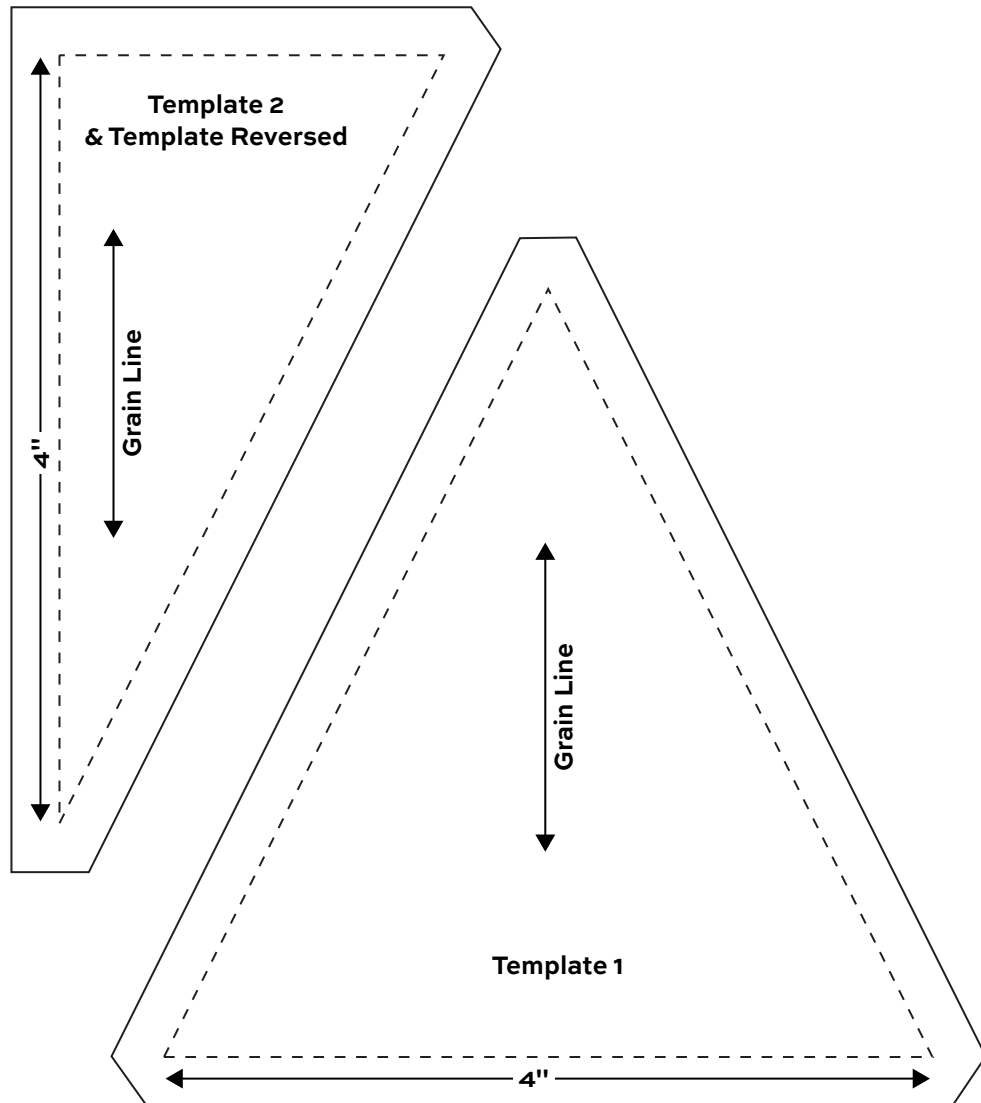 Template 2
& Template Reversed
Grain Line
4"
Grain Line
Template 1
4"